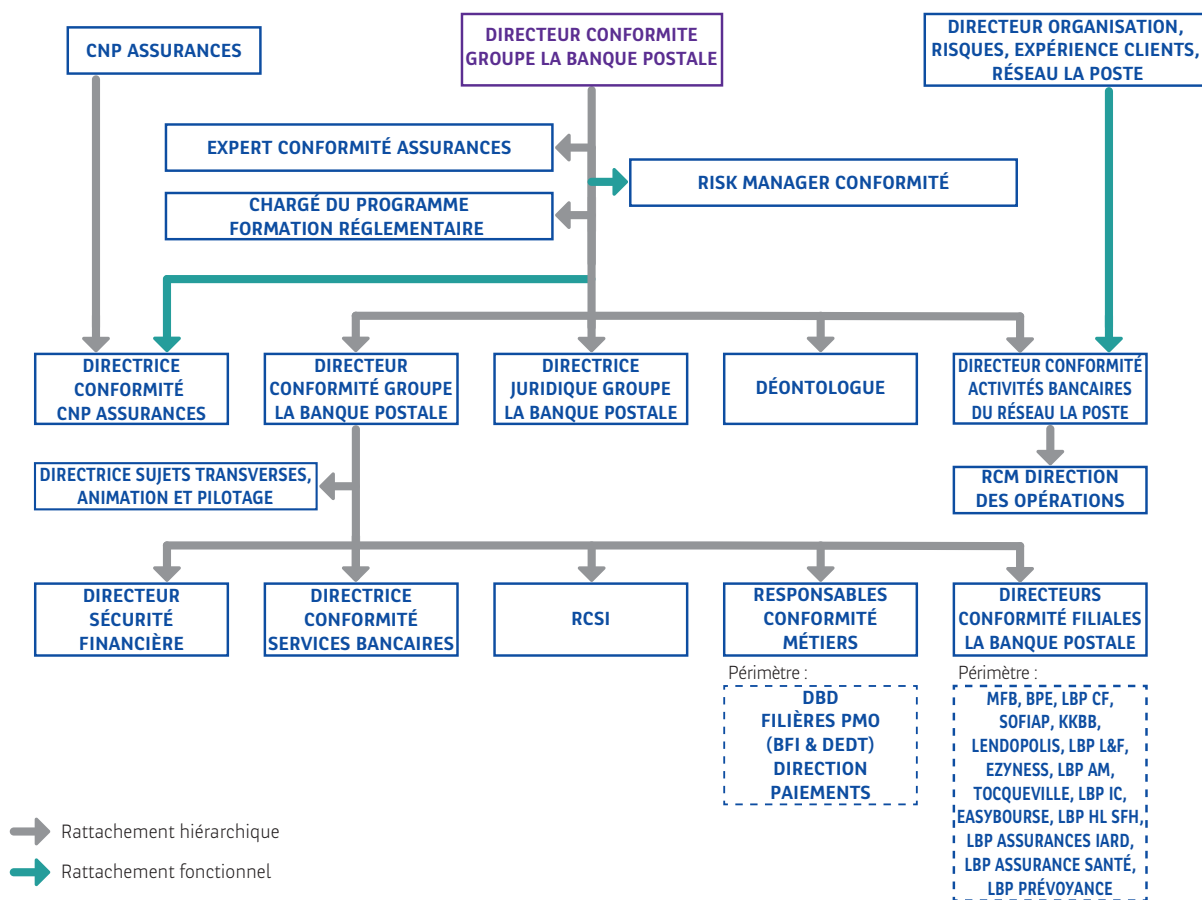 CNP ASSURANCES
DIRECTEUR CONFORMITE
GROUPE LA BANQUE POSTALE
DIRECTEUR ORGANISATION,
RISQUES, EXPÉRIENCE CLIENTS,
RÉSEAU LA POSTE
EXPERT CONFORMITÉ ASSURANCES
RISK MANAGER CONFORMITÉ
CHARGÉ DU PROGRAMME
FORMATION RÉGLEMENTAIRE
DIRECTRICE
CONFORMITÉ
CNP ASSURANCES
DIRECTEUR
CONFORMITÉ GROUPE
LA BANQUE POSTALE
DIRECTRICE
JURIDIQUE GROUPE
LA BANQUE POSTALE
DÉONTOLOGUE
DIRECTEUR CONFORMITÉ
ACTIVITÉS BANCAIRES
DU RÉSEAU LA POSTE
DIRECTRICE SUJETS TRANSVERSES,
ANIMATION ET PILOTAGE
RCM DIRECTION
DES OPÉRATIONS
DIRECTEUR
SÉCURITÉ
FINANCIÈRE
DIRECTRICE
CONFORMITÉ
SERVICES BANCAIRES
RCSI
RESPONSABLES
CONFORMITÉ
MÉTIERS
DIRECTEURS
CONFORMITÉ FILIALES
LA BANQUE POSTALE
Périmètre :
DBD
FILIÈRES PMO
(BFI & DEDT)
DIRECTION
PAIEMENTS
Périmètre :
MFB, BPE, LBP CF,
SOFIAP, KKBB,
LENDOPOLIS, LBP L&F,
EZYNESS, LBP AM,
TOCQUEVILLE, LBP IC,
EASYBOURSE, LBP HL SFH,
LBP ASSURANCES IARD,
LBP ASSURANCE SANTÉ,
LBP PRÉVOYANCE
Rattachement hiérarchique
Rattachement fonctionnel